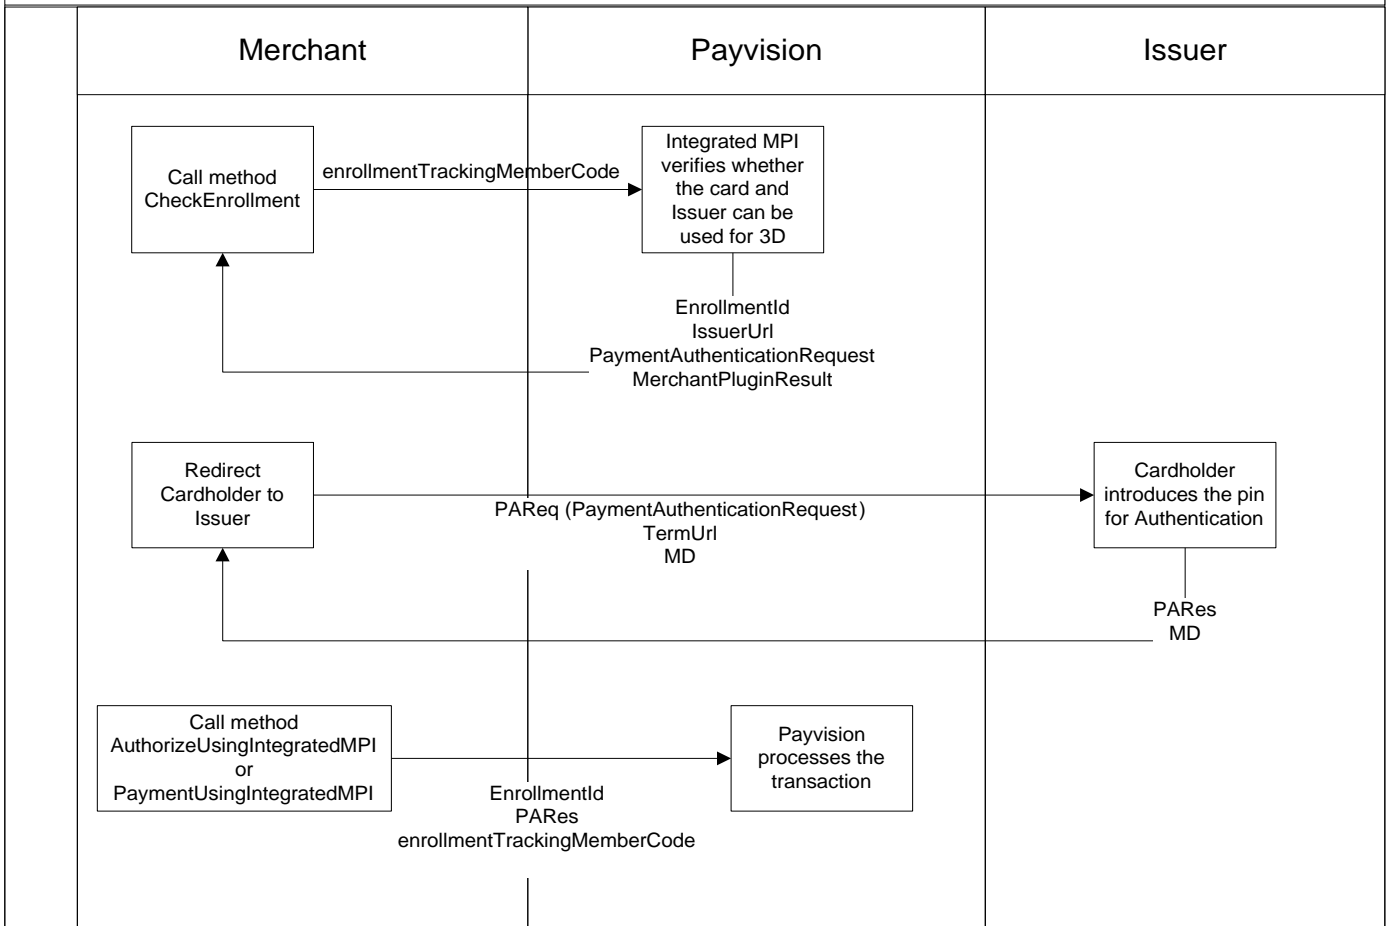 Merchant
Payvision
Issuer
Call method
CheckEnrollment
enrollmentTrackingMemberCode
Integrated MPI
verifies whether
the card and
Issuer can be
used for 3D
EnrollmentId
IssuerUrl
PaymentAuthenticationRequest
MerchantPluginResult
Redirect
Cardholder to
Issuer
PAReq (PaymentAuthenticationRequest)
TermUrl
MD
Cardholder
introduces the pin
for Authentication
PARes
MD
Call method
AuthorizeUsingIntegratedMPI
or
PaymentUsingIntegratedMPI
EnrollmentId
PARes
enrollmentTrackingMemberCode
Payvision
processes the
transaction